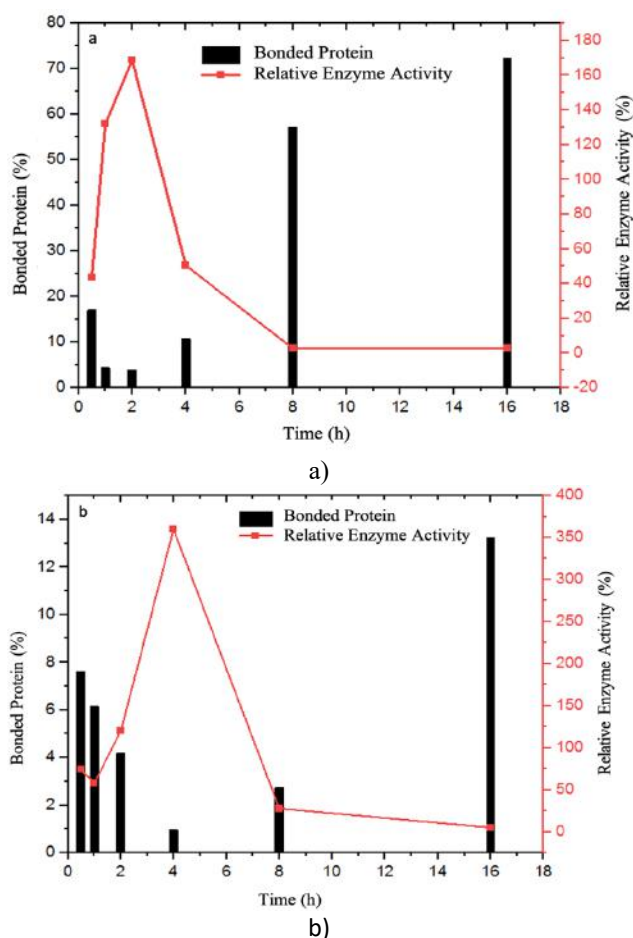 a
Bonded Protein
Relative Enzyme Activity
80
70
60
50
40
30
20
10
0
Bonded Protein (%)
180
160
140
120
100
80
60
40
20
0
-20
Relative Enzyme Activity (%)
0 2 4 6 8 10 12 14 16 18
Time (h)
a)
b
Bonded Protein
Relative Enzyme Activity
14
12
10
8
6
4
2
0
Bonded Protein (%)
400
350
300
250
200
150
100
50
0
Relative Enzyme Activity (%)
0 2 4 6 8 10 12 14 16 18
Time (h)
b)